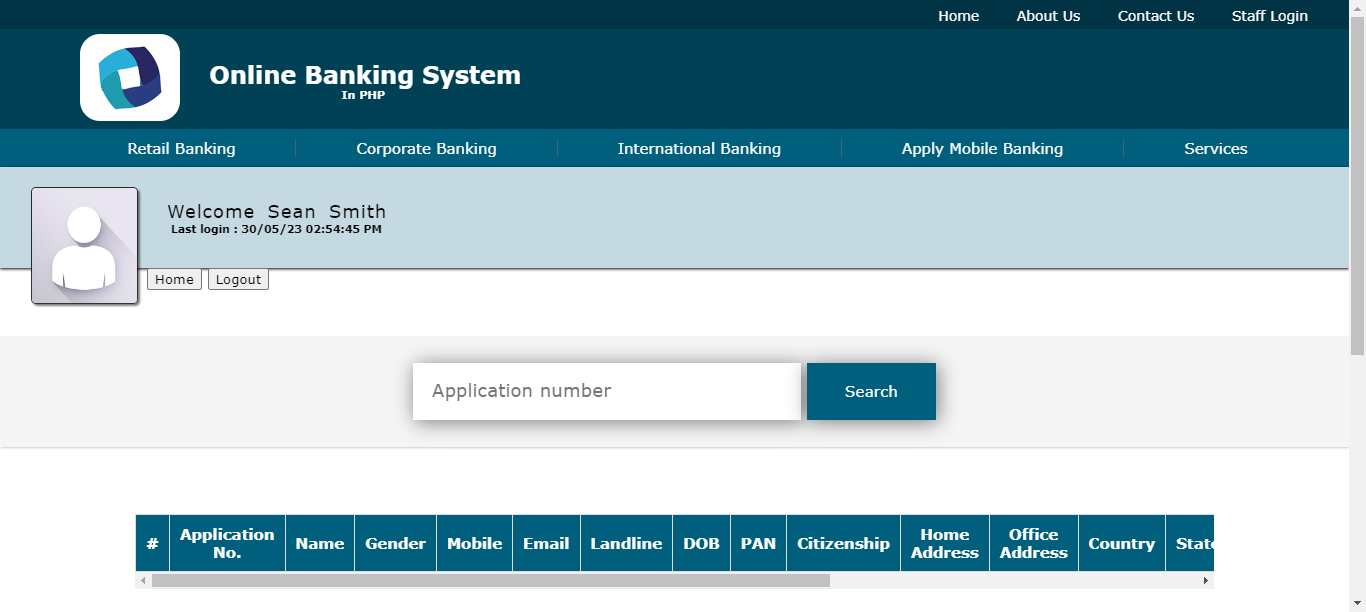 Home About Us Contact Us Staff Login
Online Banking System
In PHP
Retail Banking Corporate Banking International Banking Apply Mobile Banking Services
Welcome Sean Smith
Last login : 30/05/23 02:54:45 PM
Home Logout
Application number Search
# Application No. Name Gender Mobile Email Landline DOB PAN Citizenship Home Address Office Address Country State